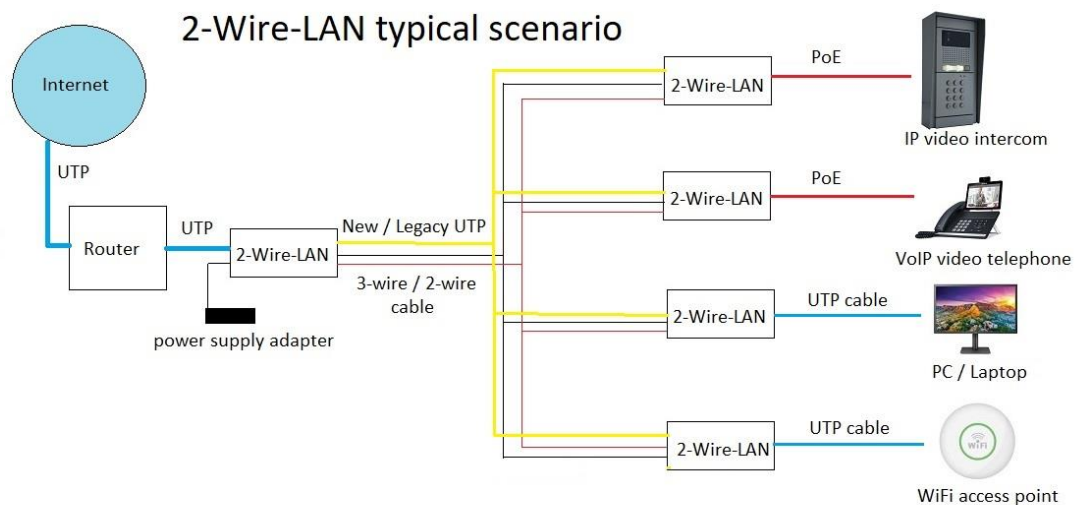 2-Wire-LAN typical scenario
Internet
UTP
Router
UTP
2-Wire-LAN
power supply adapter
New / Legacy UTP
3-wire / 2-wire
cable
2-Wire-LAN
PoE
IP video intercom
2-Wire-LAN
PoE
VoIP video telephone
2-Wire-LAN
UTP cable
PC / Laptop
2-Wire-LAN
UTP cable
WiFi
WiFi access point